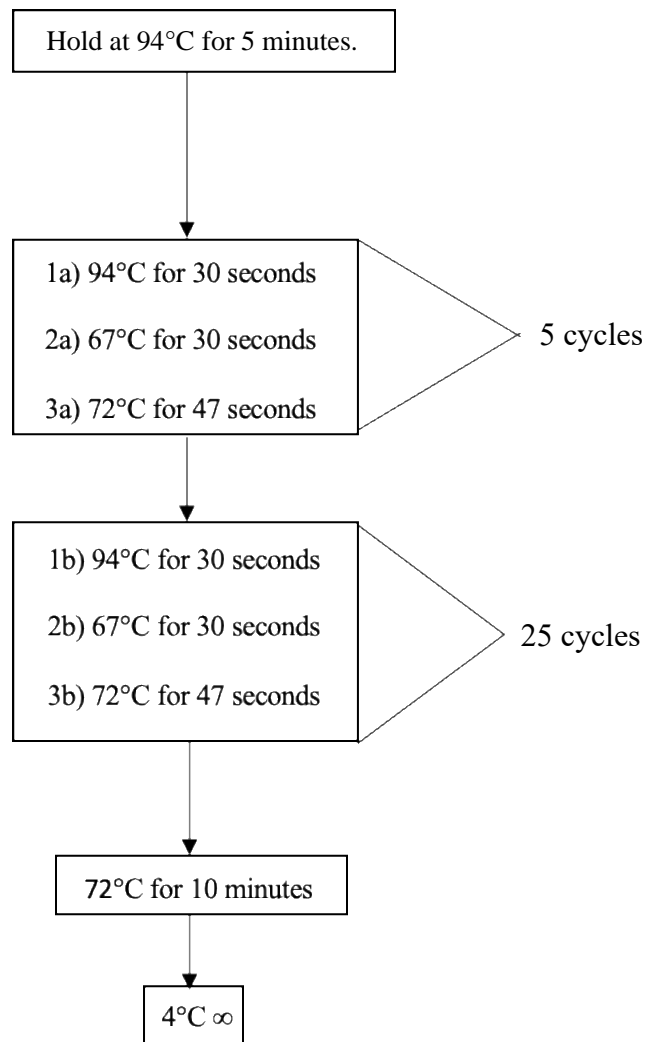 Hold at 94°C for 5 minutes.
1a) 94°C for 30 seconds
2a) 67°C for 30 seconds
3a) 72°C for 47 seconds
5 cycles
1b) 94°C for 30 seconds
2b) 67°C for 30 seconds
3b) 72°C for 47 seconds
25 cycles
72°C for 10 minutes
4°C ∞